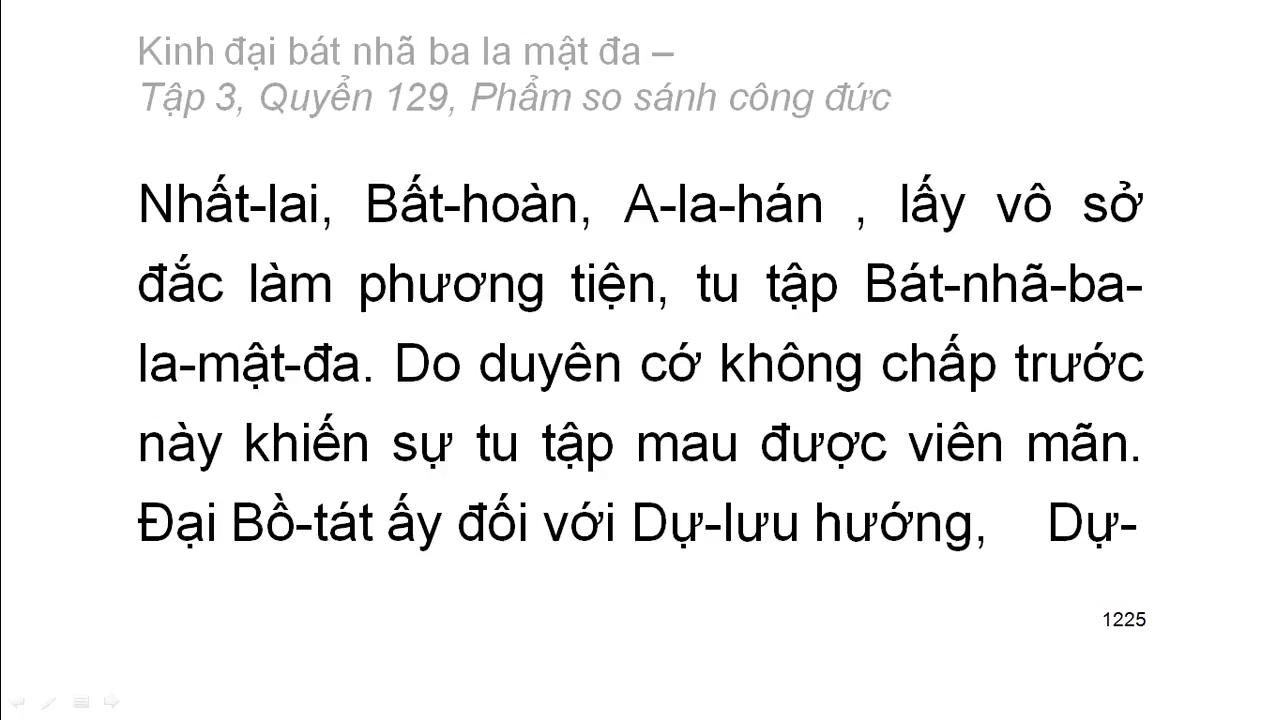 Kinh đại bát nhã ba la mật đa –
Tập 3, Quyển 129, Phẩm so sánh công đức
Nhất-lai, Bất-hoàn, A-la-hán , lấy vô sở
đắc làm phương tiện, tu tập Bát-nhã-ba-
la-mật-đa. Do duyên cớ không chấp trước
này khiến sự tu tập mau được viên mãn.
Đại Bồ-tát ấy đối với Dự-lưu hướng, Dự-
1225